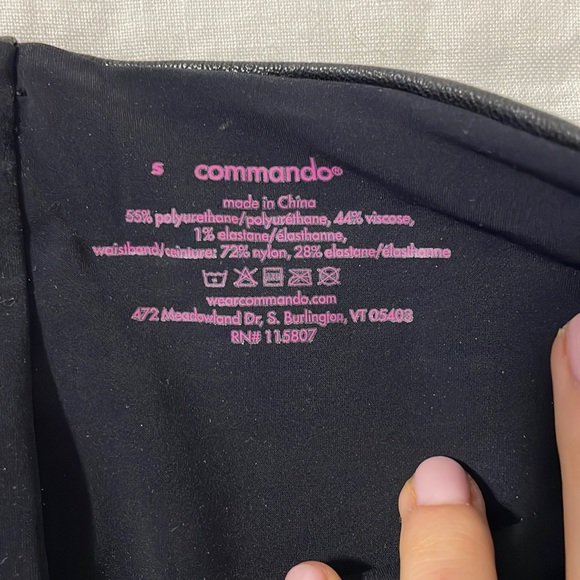 S commando®
made in China
55% polyurethane/polyuréthane, 44% viscose,
1% elastane/élasthanne,
waistband/ceinture: 72% nylon, 28% elastane/élasthanne
wearcommando.com
472 Meadowland Dr, S. Burlington, VT 05403
RN# 115807